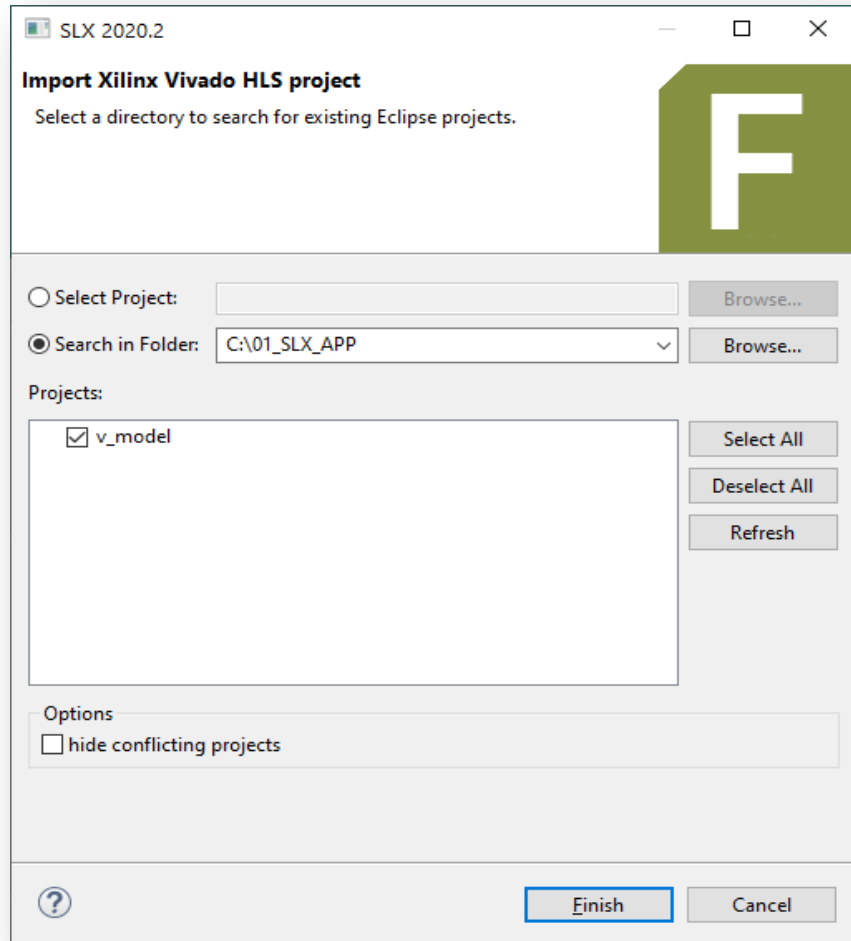 SLX 2020.2
Import Xilinx Vivado HLS project
Select a directory to search for existing Eclipse projects.
F
Select Project:
Browse...
Search in Folder:
C:\01_SLX_APP
Browse...
Projects:
v_model
Select All
Deselect All
Refresh
Options
hide conflicting projects
?
Finish
Cancel